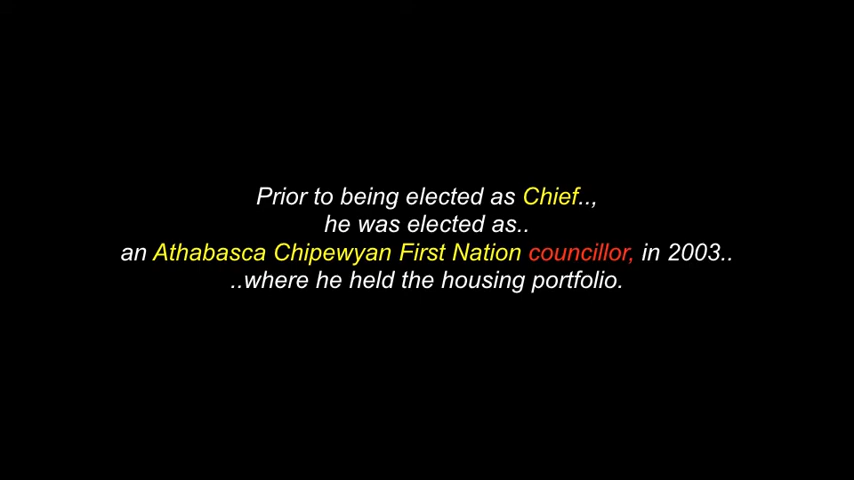 Prior to being elected as Chief..,
he was elected as..
an Athabasca Chipewyan First Nation councillor, in 2003..
..where he held the housing portfolio.